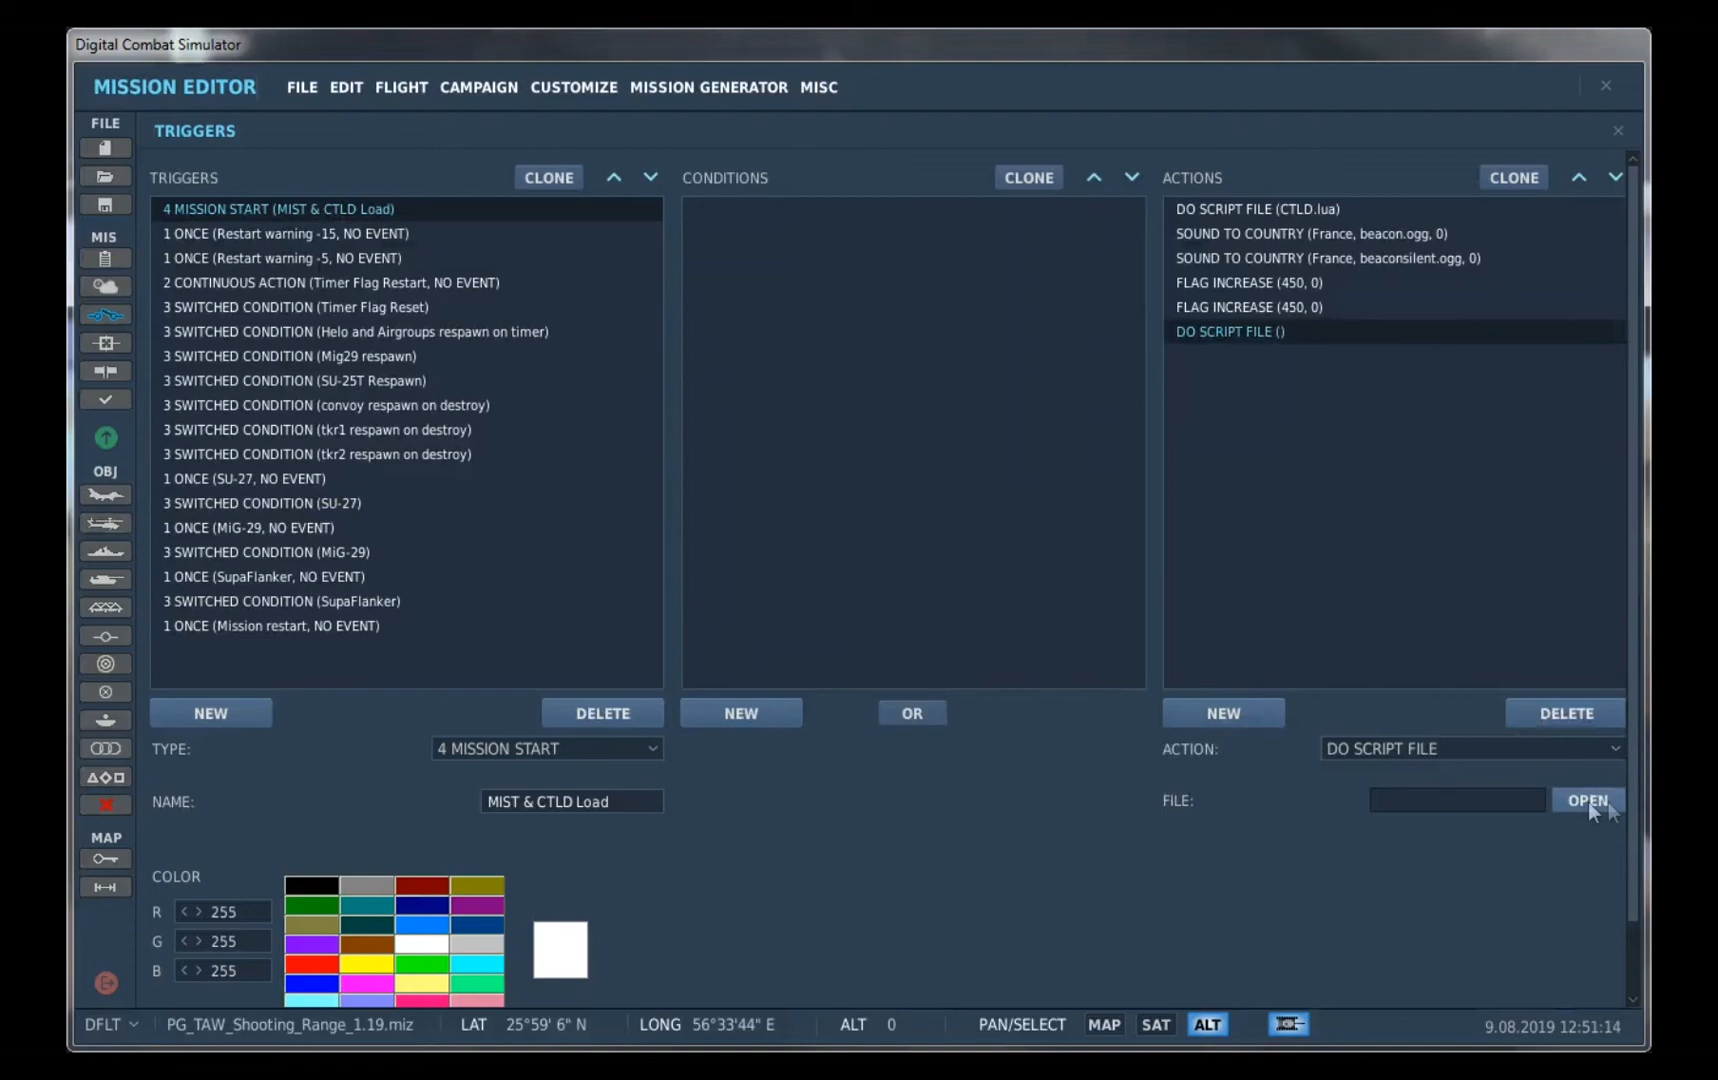 Digital Combat Simulator
MISSION EDITOR FILE EDIT FLIGHT CAMPAIGN CUSTOMIZE MISSION GENERATOR MISC
FILE
TRIGGERS
TRIGGERS CLONE
4 MISSION START (MIST & CTLD Load)
1 ONCE (Restart warning -15, NO EVENT)
1 ONCE (Restart warning -5, NO EVENT)
2 CONTINUOUS ACTION (Timer Flag Restart, NO EVENT)
3 SWITCHED CONDITION (Timer Flag Reset)
3 SWITCHED CONDITION (Helo and Airgroups respawn on timer)
3 SWITCHED CONDITION (Mig29 respawn)
3 SWITCHED CONDITION (SU-25T Respawn)
3 SWITCHED CONDITION (convoy respawn on destroy)
3 SWITCHED CONDITION (tkr1 respawn on destroy)
3 SWITCHED CONDITION (tkr2 respawn on destroy)
1 ONCE (SU-27, NO EVENT)
3 SWITCHED CONDITION (SU-27)
1 ONCE (MiG-29, NO EVENT)
3 SWITCHED CONDITION (MiG-29)
1 ONCE (SupaFlanker, NO EVENT)
3 SWITCHED CONDITION (SupaFlanker)
1 ONCE (Mission restart, NO EVENT)
NEW DELETE
TYPE: 4 MISSION START
NAME: MIST & CTLD Load
COLOR
R 255
G 255
B 255
CONDITIONS CLONE
NEW OR
ACTIONS CLONE
DO SCRIPT FILE (CTLD.lua)
SOUND TO COUNTRY (France, beacon.ogg, 0)
SOUND TO COUNTRY (France, beaconsilent.ogg, 0)
FLAG INCREASE (450, 0)
FLAG INCREASE (450, 0)
DO SCRIPT FILE ()
NEW DELETE
ACTION: DO SCRIPT FILE
FILE: OPEN
MIS
OBJ
MAP
DFLT PG_TAW_Shooting_Range_1.19.miz LAT 25°59' 6" N LONG 56°33'44" E ALT 0 PAN/SELECT MAP SAT ALT 9.08.2019 12:51:14